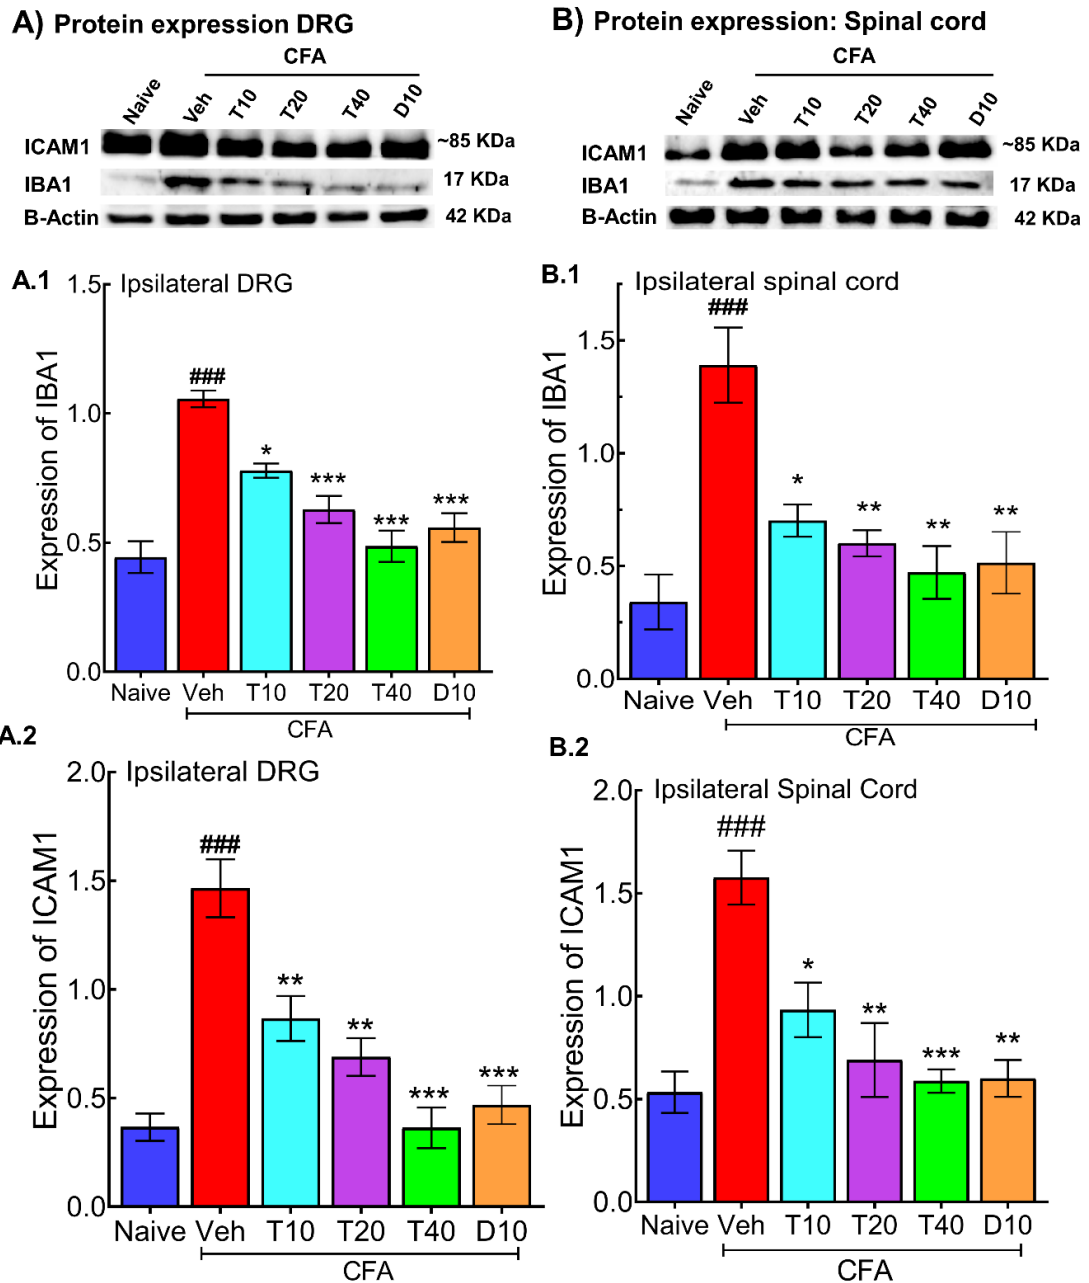 A) Protein expression DRG
CFA
Naive Veh T10 T20 T40 D10
ICAM1 ~85 KDa
IBA1 17 KDa
B-Actin 42 KDa
B) Protein expression: Spinal cord
CFA
Naive Veh T10 T20 T40 D10
ICAM1 ~85 KDa
IBA1 17 KDa
B-Actin 42 KDa
A.1
Ipsilateral DRG
Expression of IBA1
1.5
1.0
0.5
0.0
###
*
***
***
***
Naive Veh T10 T20 T40 D10
CFA
B.1
Ipsilateral spinal cord
Expression of IBA1
1.5
1.0
0.5
0.0
###
*
**
**
**
Naive Veh T10 T20 T40 D10
CFA
A.2
Ipsilateral DRG
Expression of ICAM1
2.0
1.5
1.0
0.5
0.0
###
**
**
***
***
Naive Veh T10 T20 T40 D10
CFA
B.2
Ipsilateral Spinal Cord
Expression of ICAM1
2.0
1.5
1.0
0.5
0.0
###
*
**
***
**
Naive Veh T10 T20 T40 D10
CFA